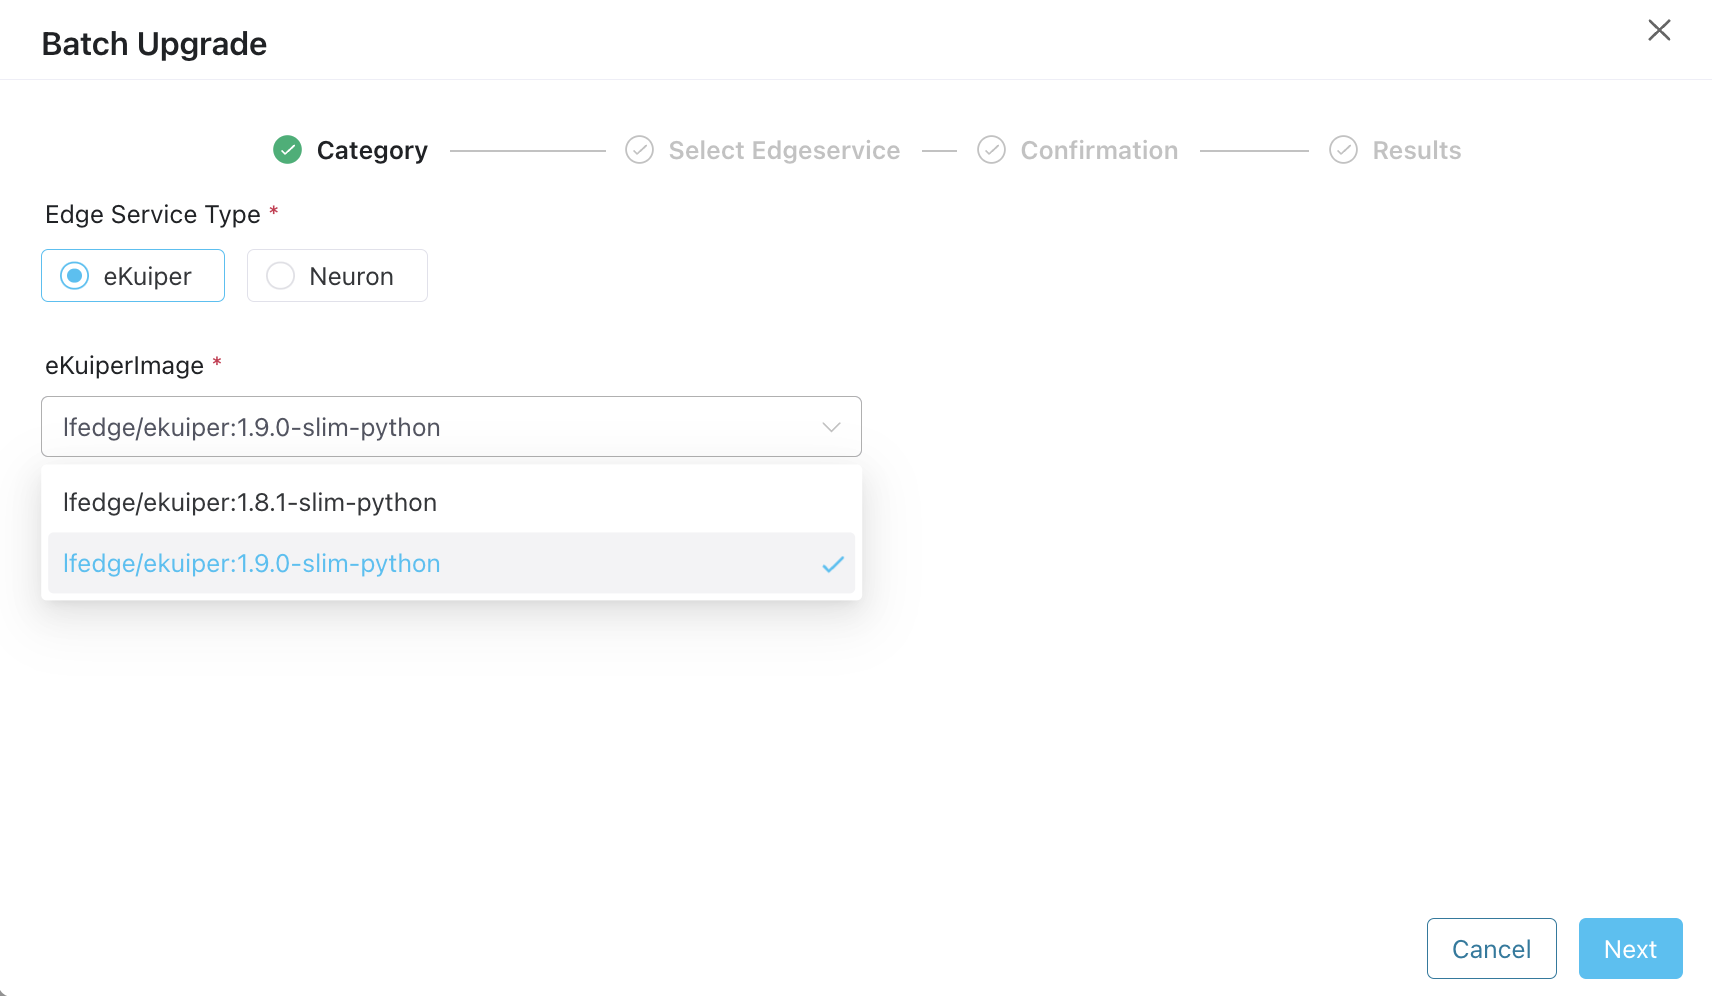 Batch Upgrade
Category
Select Edgeservice
Confirmation
Results
Edge Service Type *
eKuiper
Neuron
eKuiperImage *
lfedge/ekuiper:1.9.0-slim-python
lfedge/ekuiper:1.8.1-slim-python
lfedge/ekuiper:1.9.0-slim-python
Cancel
Next